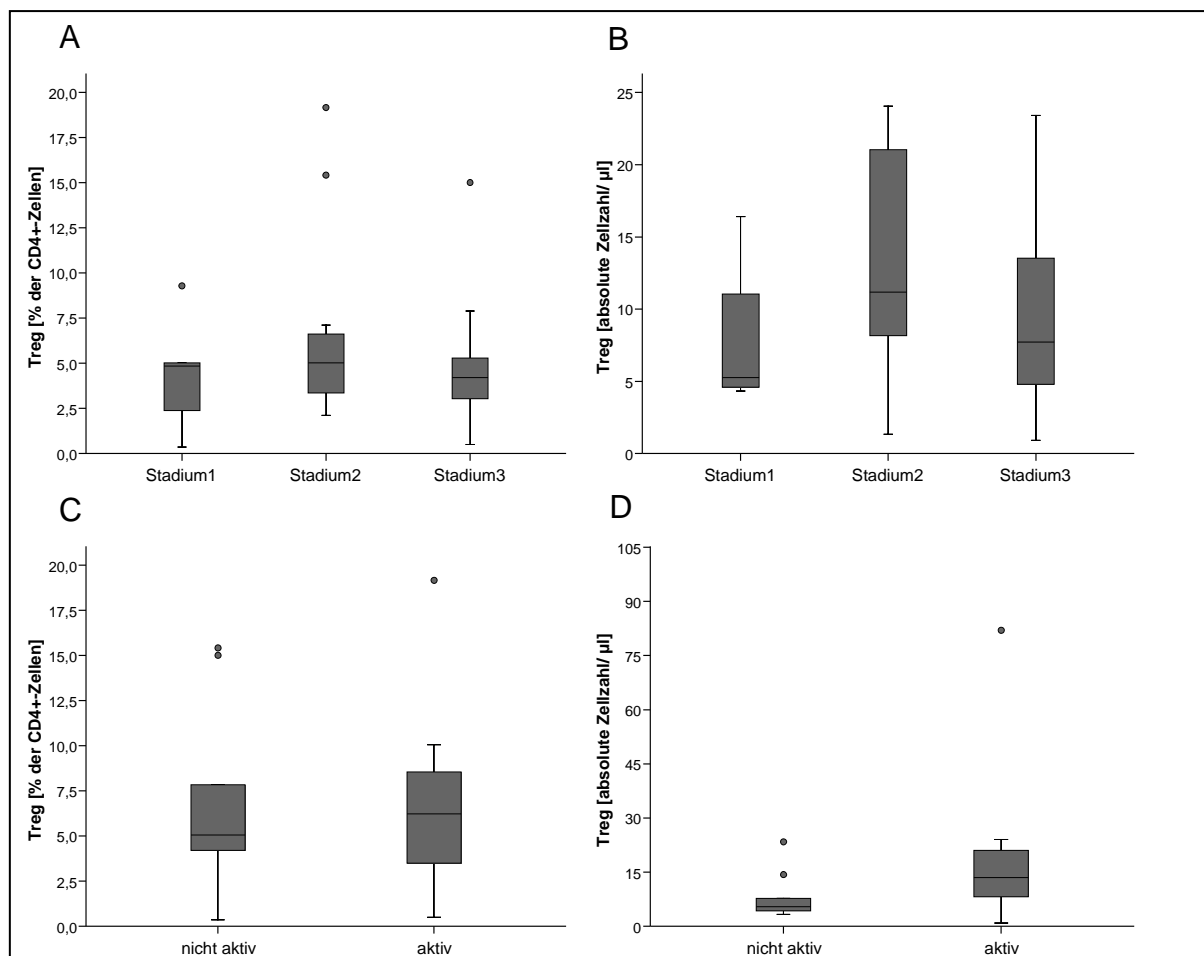 A
Treg [% der CD4+-Zellen]
20,0
17,5
15,0
12,5
10,0
7,5
5,0
2,5
0,0
Stadium1 Stadium2 Stadium3
B
Treg [absolute Zellzahl/ µl]
25
20
15
10
5
0
Stadium1 Stadium2 Stadium3
C
Treg [% der CD4+-Zellen]
20,0
17,5
15,0
12,5
10,0
7,5
5,0
2,5
0,0
nicht aktiv aktiv
D
Treg [absolute Zellzahl/ µl]
105
90
75
60
45
30
15
0
nicht aktiv aktiv